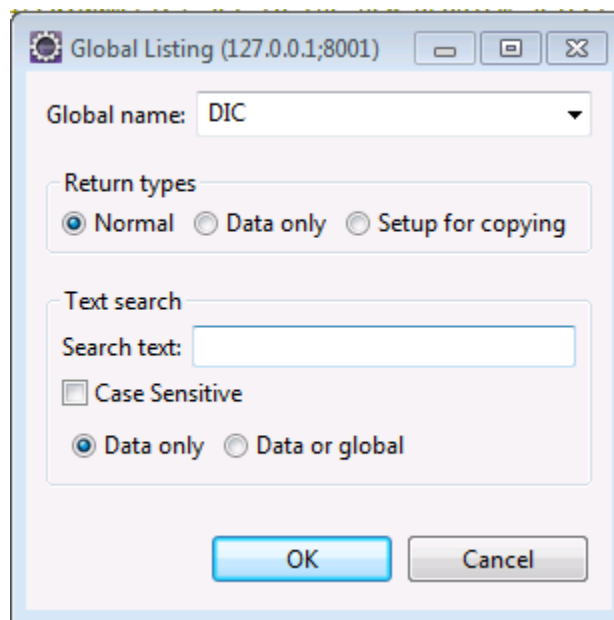 Global Listing (127.0.0.1;8001)
Global name: DIC
Return types
Normal Data only Setup for copying
Text search
Search text:
Case Sensitive
Data only Data or global
OK Cancel